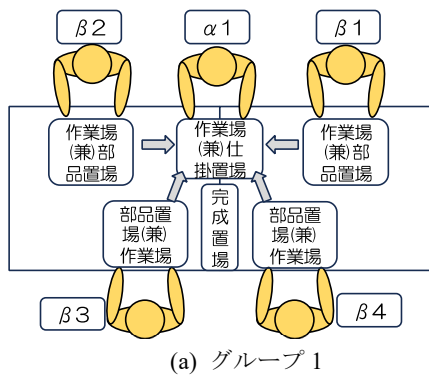 β2
α1
β1
作業場
(兼)部
品置場
作業場
(兼)仕
掛置場
作業場
(兼)部
品置場
部品置
場(兼)
作業場
完
成
置
場
部品置
場(兼)
作業場
β3
β4
(a) グループ 1